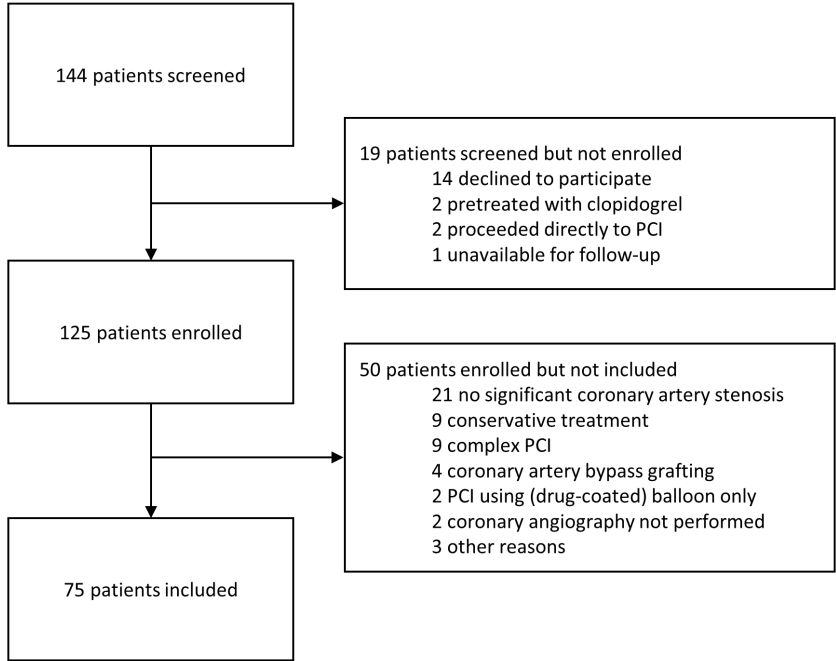 144 patients screened
19 patients screened but not enrolled
14 declined to participate
2 pretreated with clopidogrel
2 proceeded directly to PCI
1 unavailable for follow-up
125 patients enrolled
50 patients enrolled but not included
21 no significant coronary artery stenosis
9 conservative treatment
9 complex PCI
4 coronary artery bypass grafting
2 PCI using (drug-coated) balloon only
2 coronary angiography not performed
3 other reasons
75 patients included